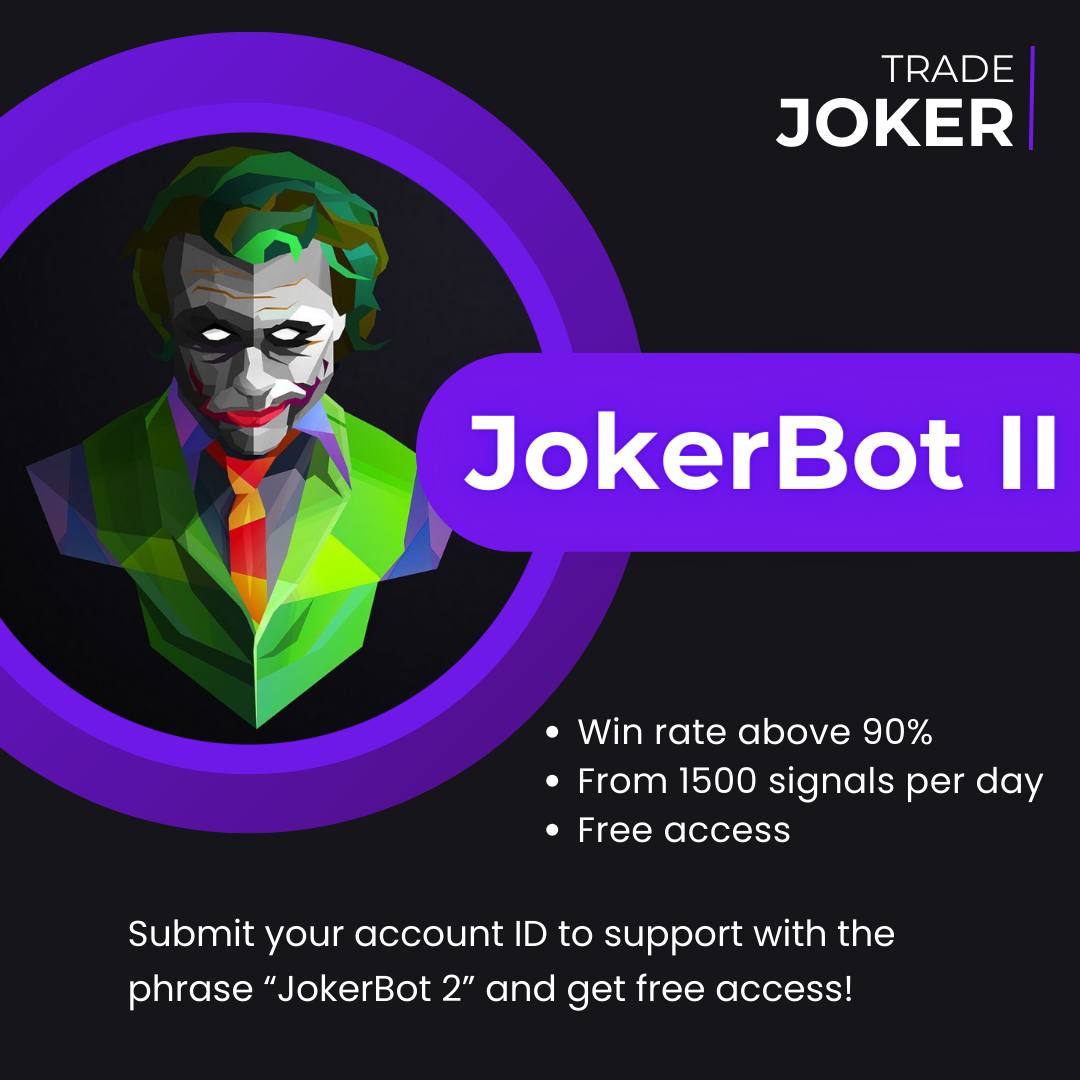 TRADE
JOKER
JokerBot II
• Win rate above 90%
• From 1500 signals per day
• Free access
Submit your account ID to support with the
phrase “JokerBot 2” and get free access!